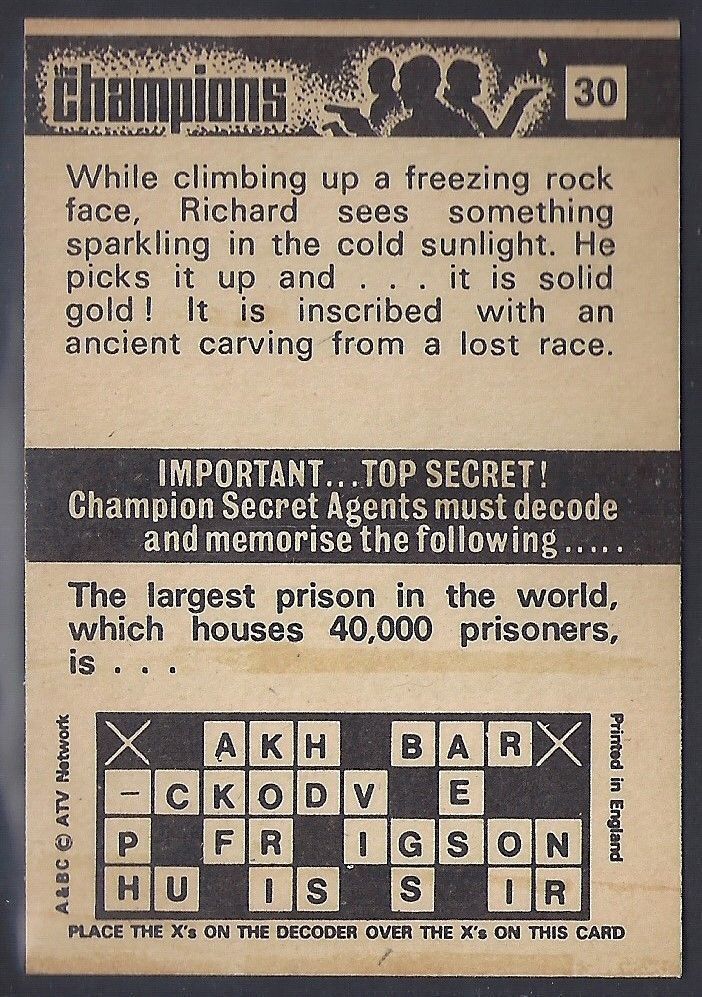 the Champions
30
While climbing up a freezing rock
face, Richard sees something
sparkling in the cold sunlight. He
picks it up and . . . it is solid
gold! It is inscribed with an
ancient carving from a lost race.
IMPORTANT...TOP SECRET!
Champion Secret Agents must decode
and memorise the following.....
The largest prison in the world,
which houses 40,000 prisoners,
is . . .
X AKH BAR X
–CKODV E
P FR IGSON
HU IS S IR
A&BC © ATV Network
Printed in England
PLACE THE X's ON THE DECODER OVER THE X's ON THIS CARD